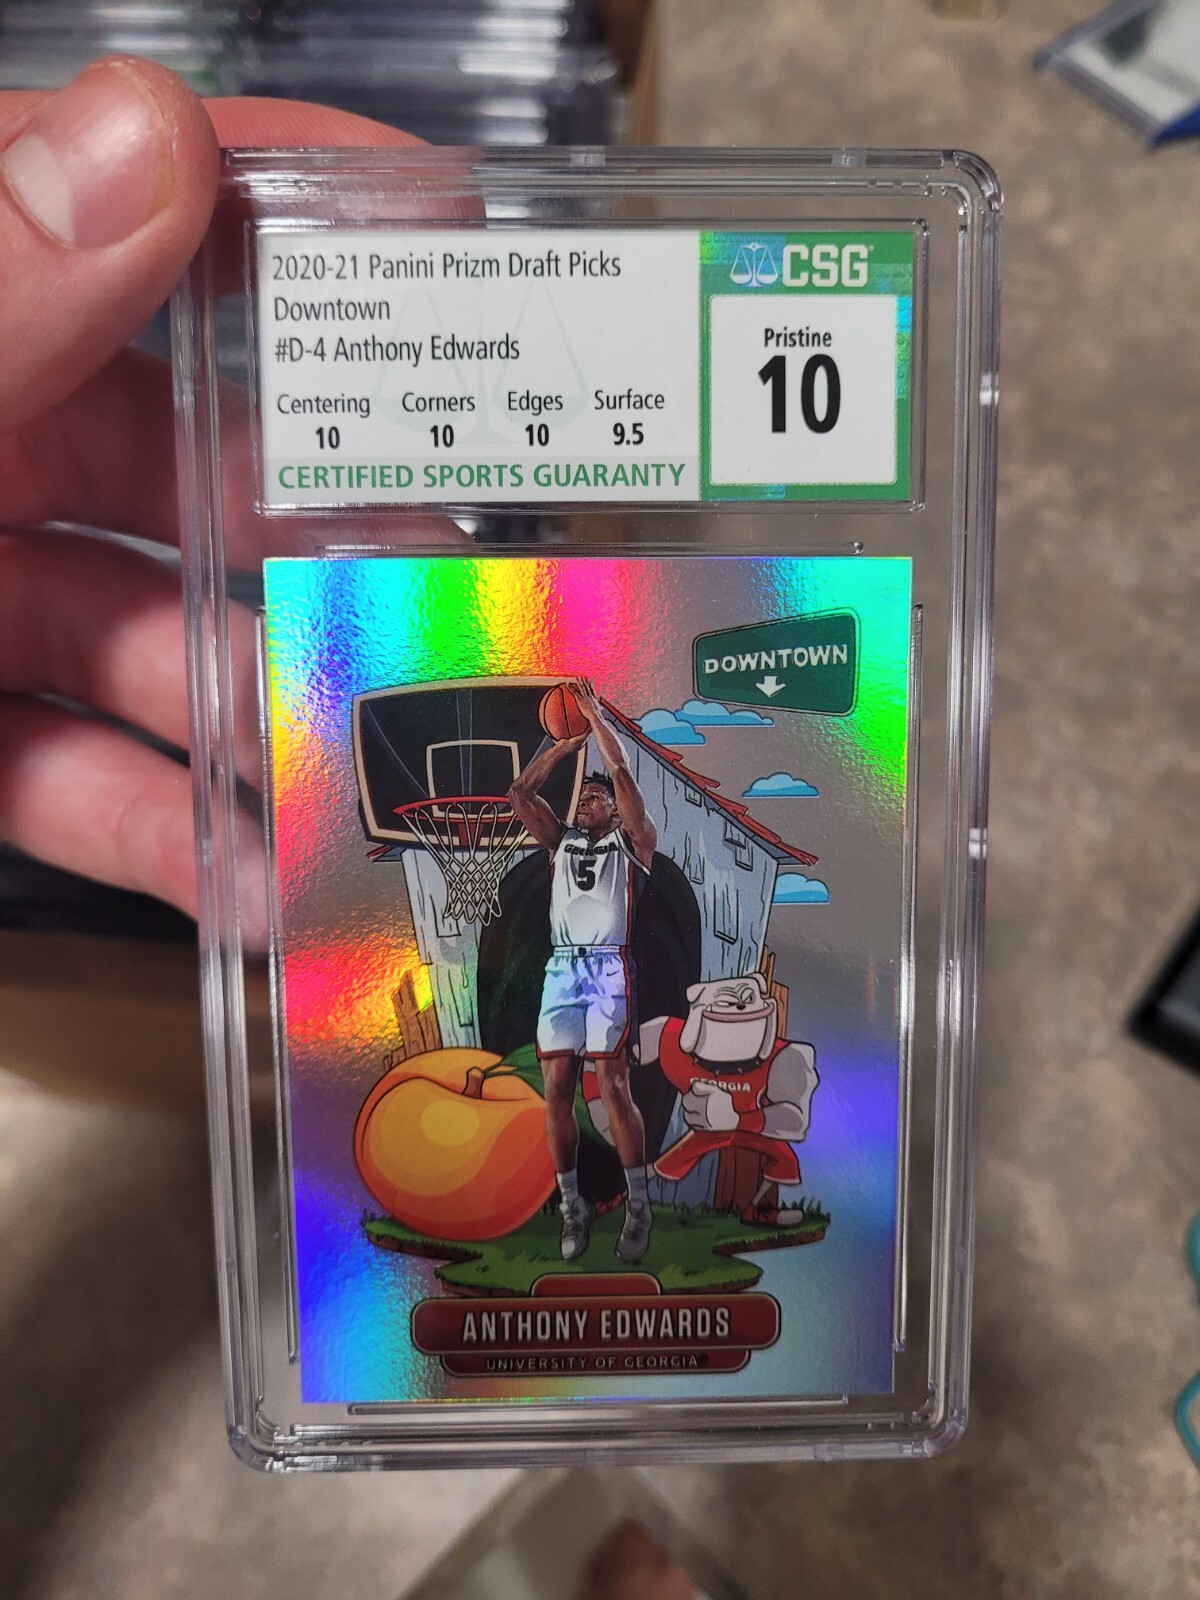 2020-21 Panini Prizm Draft Picks
Downtown
#D-4 Anthony Edwards
Centering Corners Edges Surface
10 10 10 9.5
CERTIFIED SPORTS GUARANTY
CSG
Pristine
10
DOWNTOWN
GEORGIA
5
GEORGIA
ANTHONY EDWARDS
UNIVERSITY OF GEORGIA